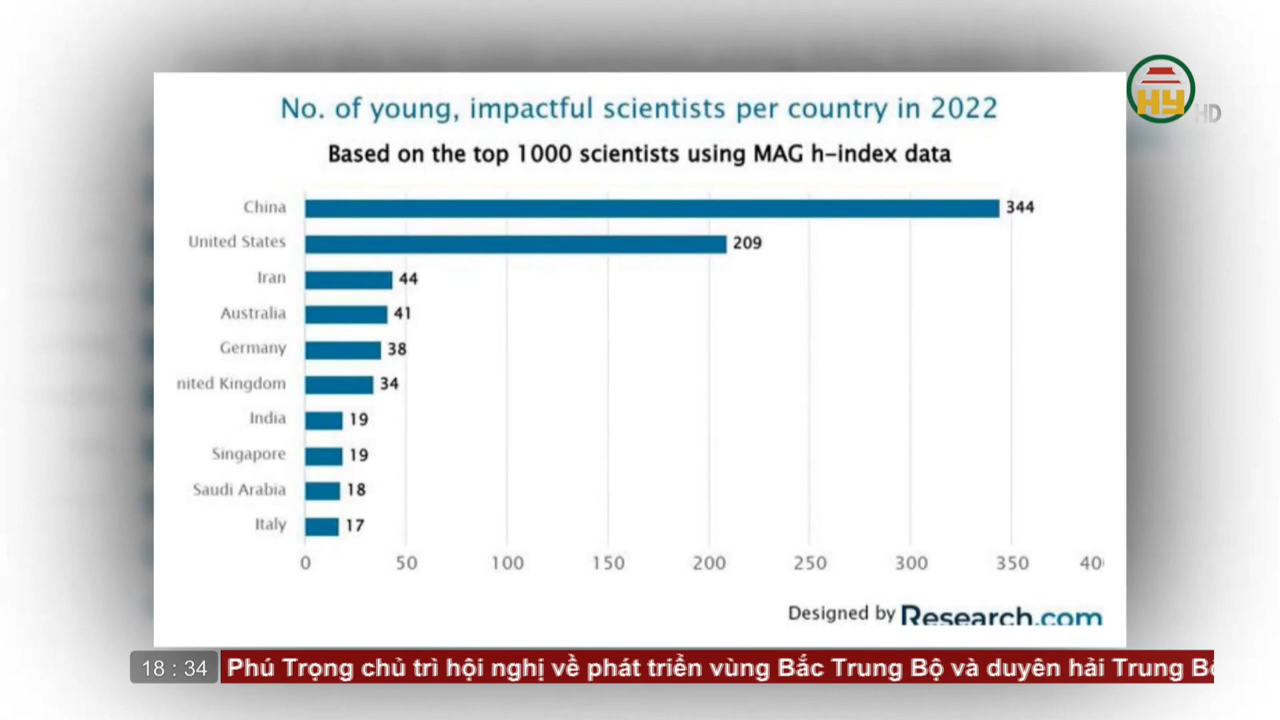 No. of young, impactful scientists per country in 2022
Based on the top 1000 scientists using MAG h-index data
China 344
United States 209
Iran 44
Australia 41
Germany 38
nited Kingdom 34
India 19
Singapore 19
Saudi Arabia 18
Italy 17
0 50 100 150 200 250 300 350 40
Designed by Research.com
HY HD
18 : 34 Phú Trọng chủ trì hội nghị về phát triển vùng Bắc Trung Bộ và duyên hải Trung B